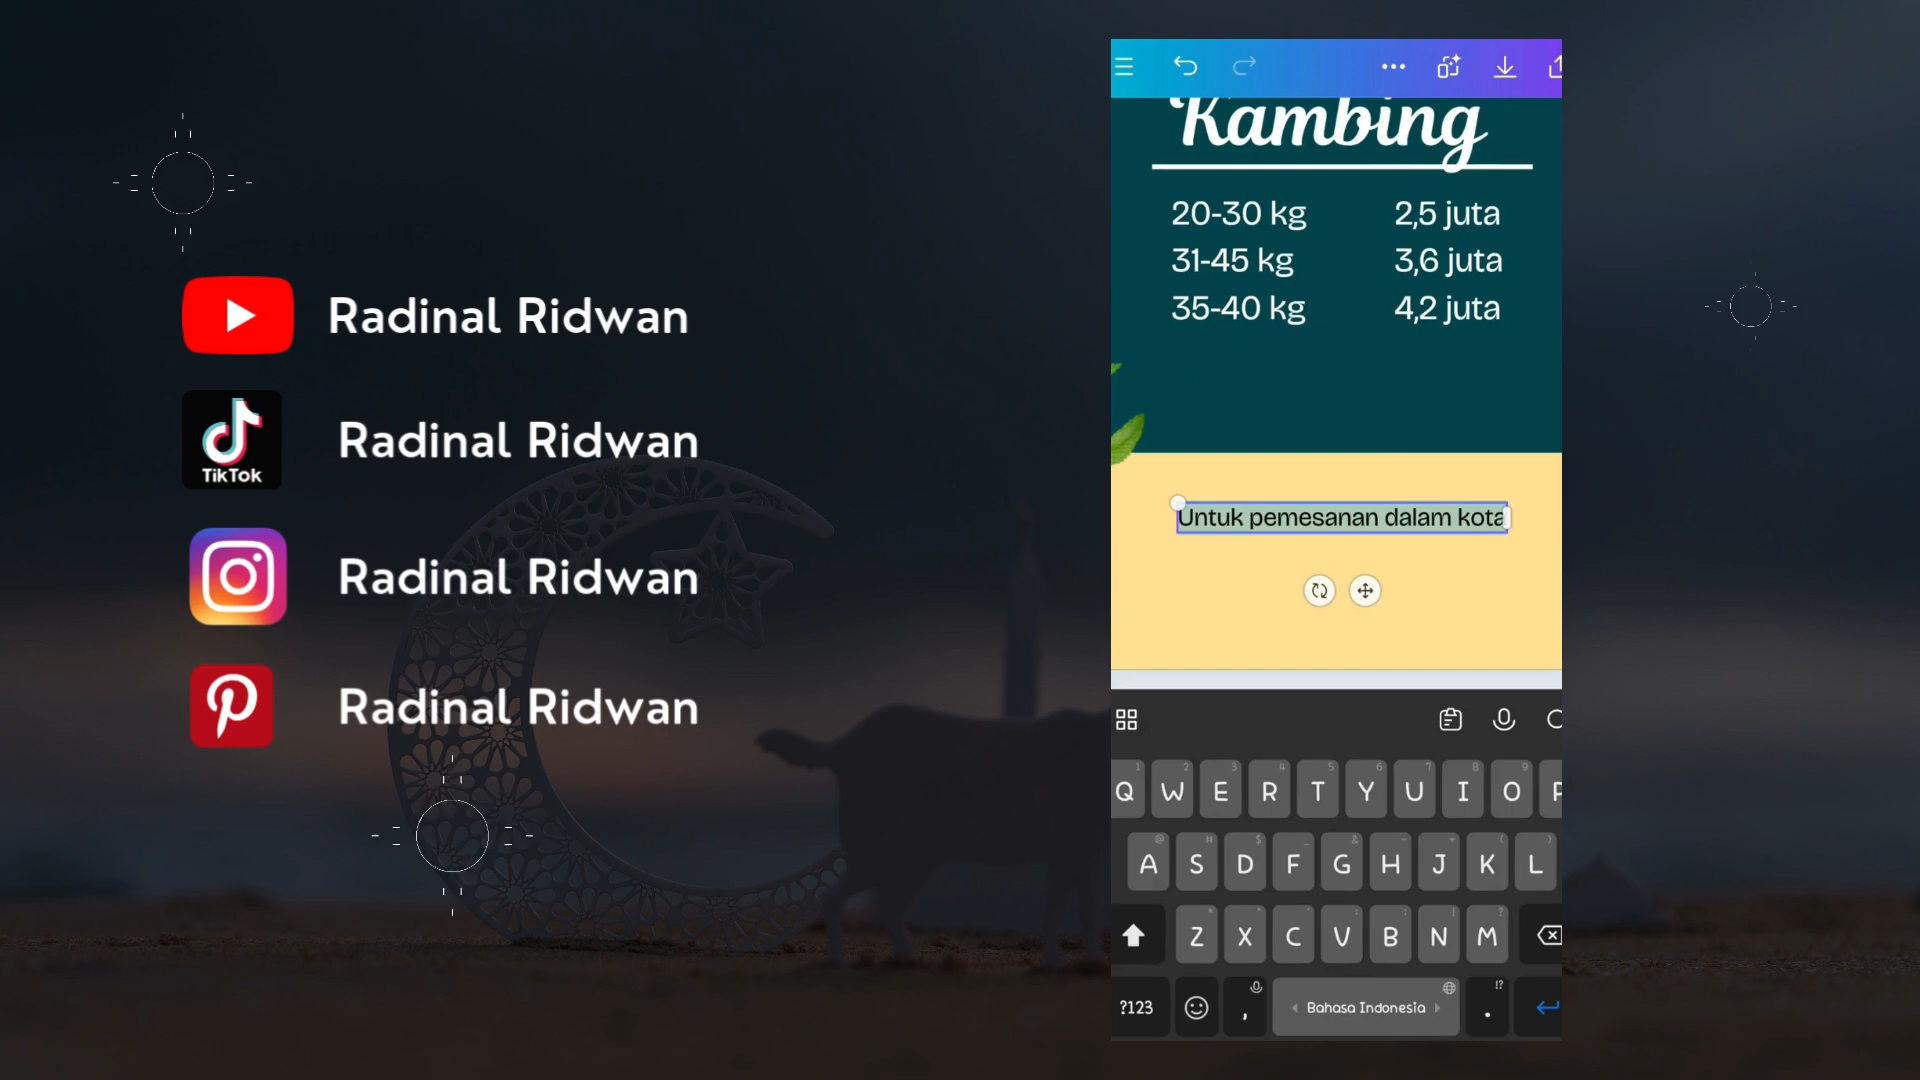 Radinal Ridwan
TikTok
Radinal Ridwan
Radinal Ridwan
Radinal Ridwan
Kambing
20-30 kg 2,5 juta
31-45 kg 3,6 juta
35-40 kg 4,2 juta
Untuk pemesanan dalam kota
Q W E R T Y U I O P
A S D F G H J K L
Z X C V B N M
?123 , Bahasa Indonesia .